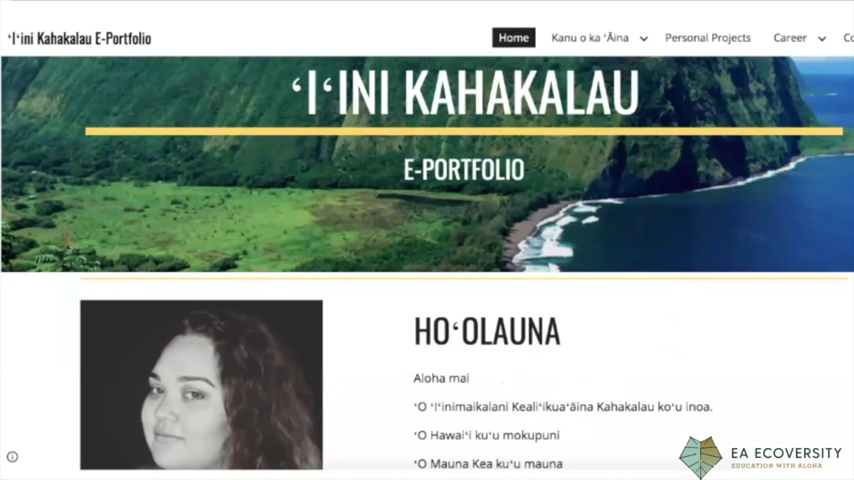 ʻIʻini Kahakalau E-Portfolio
Home Kanu o ka ʻĀina Personal Projects Career Co
ʻIʻINI KAHAKALAU
E-PORTFOLIO
HOʻOLAUNA
Aloha mai
ʻO ʻIʻinimaikalani Kealiʻikuaʻāina Kahakalau koʻu inoa.
ʻO Hawaiʻi kuʻu mokupuni
ʻO Mauna Kea kuʻu mauna
EA ECOVERSITY
EDUCATION WITH ALOHA